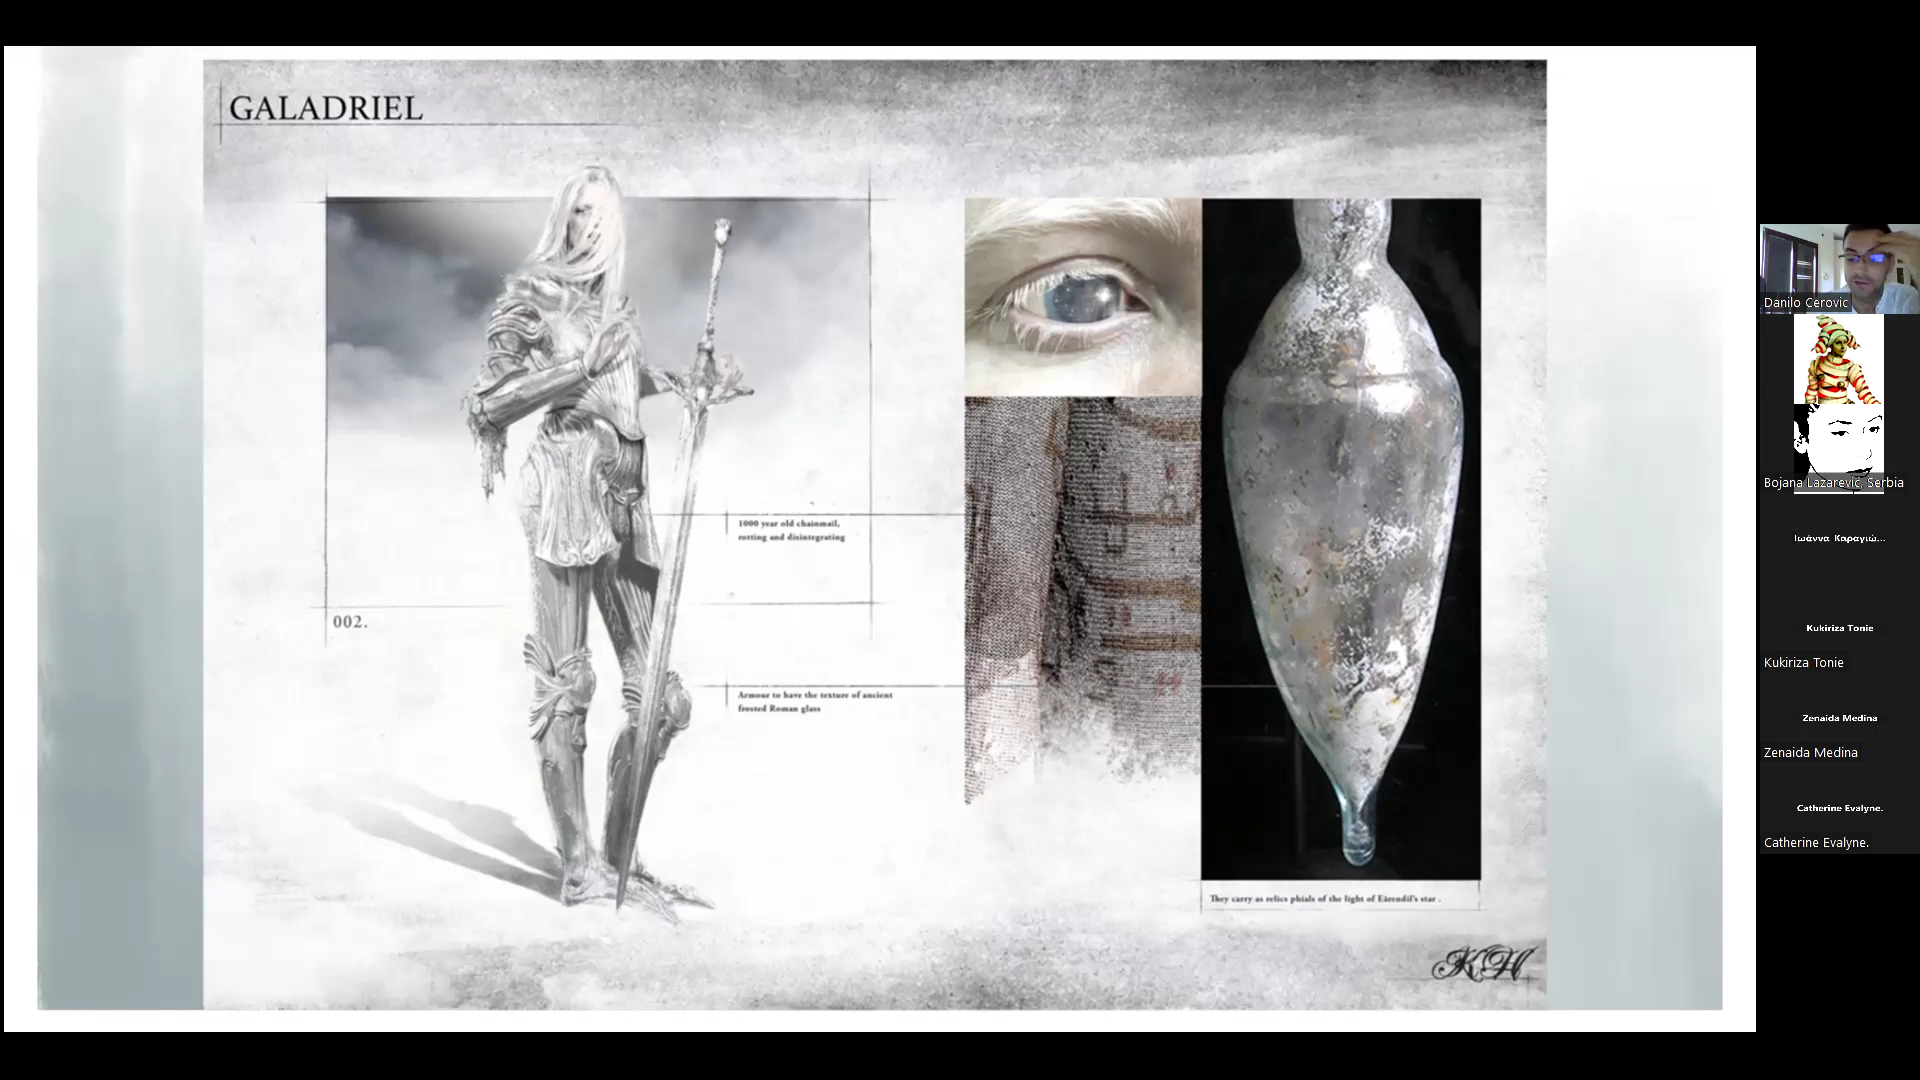 GALADRIEL
1000 year old chainmail,
rotting and disintegrating
002.
Armour to have the texture of ancient
frosted Roman glass
They carry as relics phials of the light of Eärendil's star .
KH
Danilo Cerovic
Bojana Lazarević, Serbia
Ιωάννα Καραγιώ...
Kukiriza Tonie
Kukiriza Tonie
Zenaida Medina
Zenaida Medina
Catherine Evalyne.
Catherine Evalyne.